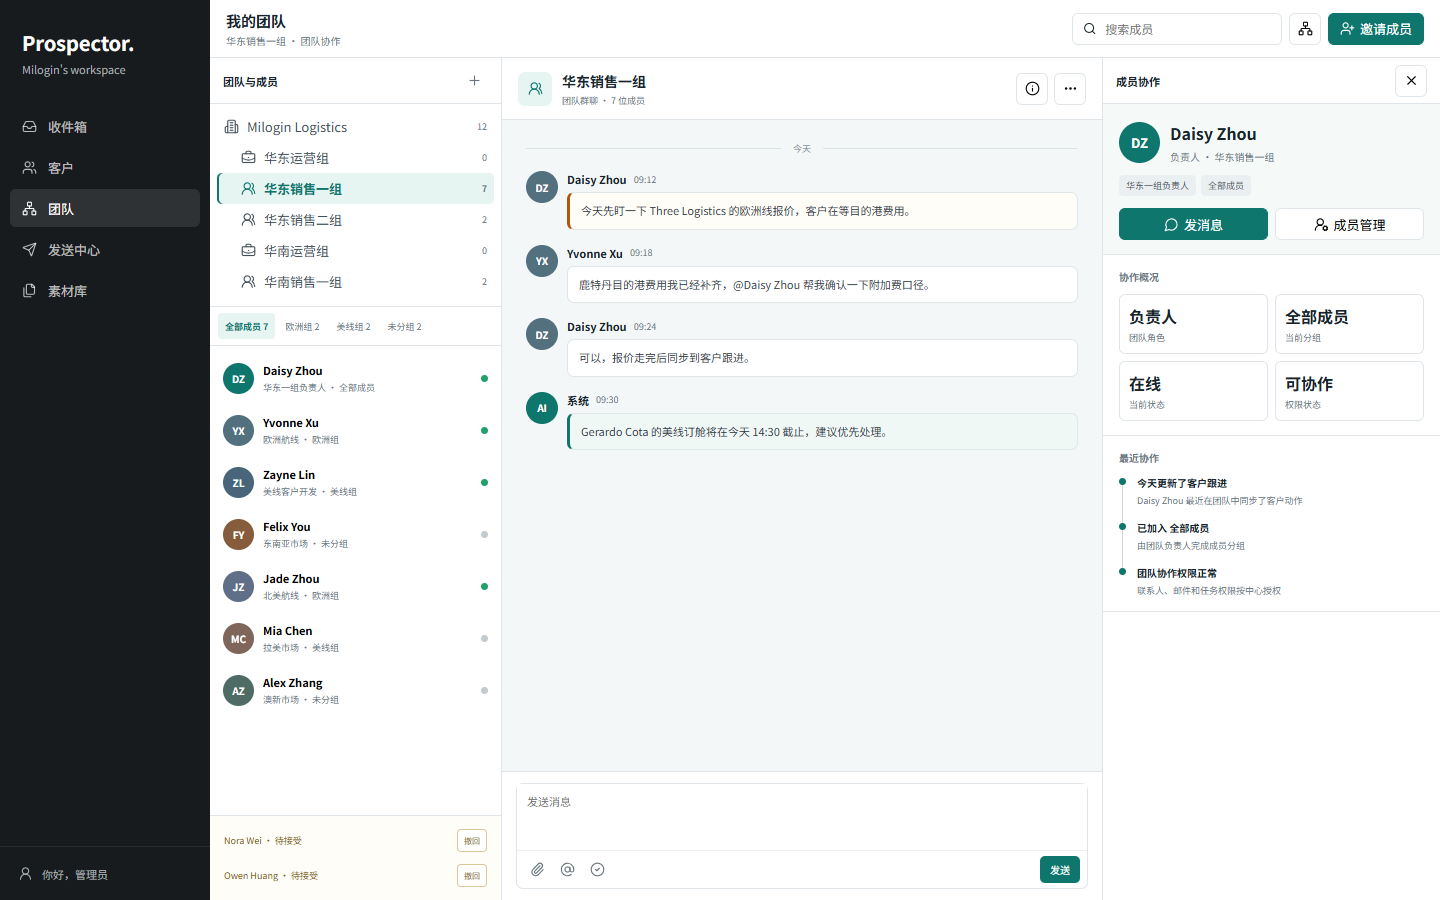 Prospector.
Milogin's workspace
收件箱
客户
团队
发送中心
素材库
你好，管理员
我的团队
华东销售一组 · 团队协作
搜索成员
邀请成员
团队与成员
Milogin Logistics 12
华东运营组 0
华东销售一组 7
华东销售二组 2
华南运营组 0
华南销售一组 2
全部成员 7 欧洲组 2 美线组 2 未分组 2
DZ
Daisy Zhou
华东一组负责人 · 全部成员
YX
Yvonne Xu
欧洲航线 · 欧洲组
ZL
Zayne Lin
美线客户开发 · 美线组
FY
Felix You
东南亚市场 · 未分组
JZ
Jade Zhou
北美航线 · 欧洲组
MC
Mia Chen
拉美市场 · 美线组
AZ
Alex Zhang
澳新市场 · 未分组
Nora Wei · 待接受 撤回
Owen Huang · 待接受 撤回
华东销售一组
团队群聊 · 7 位成员
今天
DZ
Daisy Zhou 09:12
今天先盯一下 Three Logistics 的欧洲线报价，客户在等目的港费用。
YX
Yvonne Xu 09:18
鹿特丹目的港费用我已经补齐，@Daisy Zhou 帮我确认一下附加费口径。
DZ
Daisy Zhou 09:24
可以，报价走完后同步到客户跟进。
AI
系统 09:30
Gerardo Cota 的美线订舱将在今天 14:30 截止，建议优先处理。
发送消息
发送
成员协作
DZ
Daisy Zhou
负责人 · 华东销售一组
华东一组负责人 全部成员
发消息 成员管理
协作概况
负责人
团队角色
全部成员
当前分组
在线
当前状态
可协作
权限状态
最近协作
今天更新了客户跟进
Daisy Zhou 最近在团队中同步了客户动作
已加入 全部成员
由团队负责人完成成员分组
团队协作权限正常
联系人、邮件和任务权限按中心授权